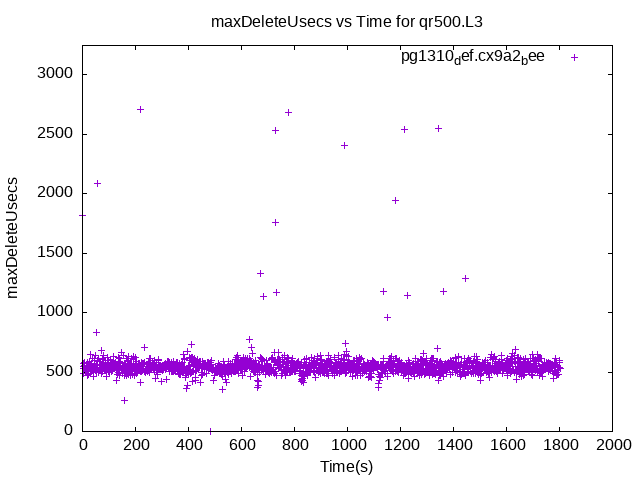 maxDeleteUsecs vs Time for qr500.L3
pg1310def.cx9a2bee
3000
2500
2000
1500
1000
500
0
maxDeleteUsecs
0 200 400 600 800 1000 1200 1400 1600 1800 2000
Time(s)